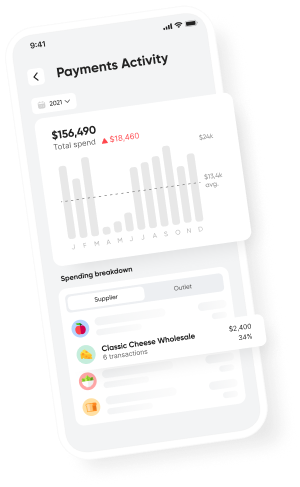 9:41
Payments Activity
2021
$156,490
Total spend ▲ $18,460
$24k
$13,4k
avg.
J F M A M J J A S O N D
Spending breakdown
Supplier Outlet
Classic Cheese Wholesale $2,400
6 transactions 34%